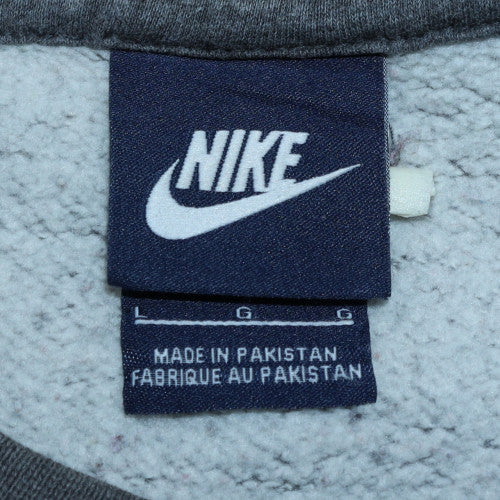 NIKE
L G G
MADE IN PAKISTAN
FABRIQUE AU PAKISTAN